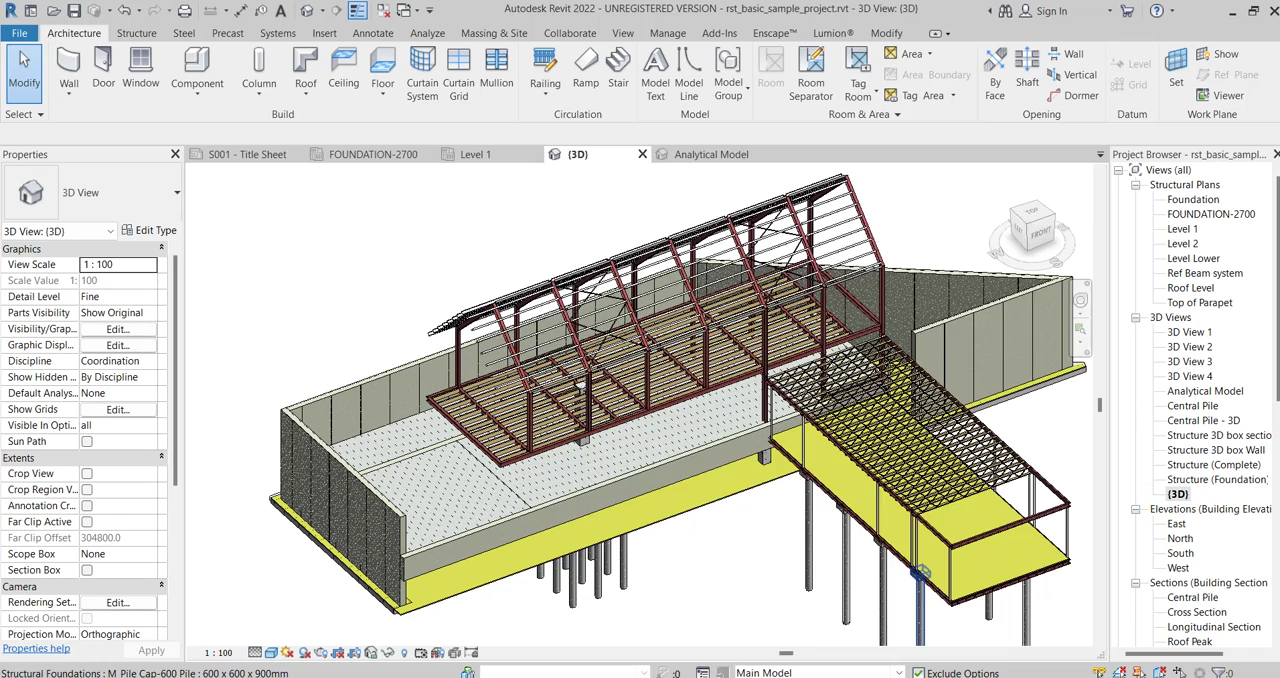 Autodesk Revit 2022 - UNREGISTERED VERSION - rst_basic_sample_project.rvt - 3D View: (3D)
Sign In
File Architecture Structure Steel Precast Systems Insert Annotate Analyze Massing & Site Collaborate View Manage Add-Ins Enscape™ Lumion® Modify
Modify Wall Door Window Component Column Roof Ceiling Floor Curtain System Curtain Grid Mullion Railing Ramp Stair Model Text Model Line Model Group Room Room Separator Tag Room Area Area Boundary Tag Area By Face Shaft Wall Vertical Dormer Level Grid Set Show Ref Plane Viewer
Select Build Circulation Model Room & Area Opening Datum Work Plane
Properties
S001 - Title Sheet FOUNDATION-2700 Level 1 (3D) Analytical Model
Project Browser - rst_basic_sampl...
3D View
3D View: (3D) Edit Type
Graphics
View Scale 1 : 100
Scale Value 1: 100
Detail Level Fine
Parts Visibility Show Original
Visibility/Grap... Edit...
Graphic Displ... Edit...
Discipline Coordination
Show Hidden ... By Discipline
Default Analys... None
Show Grids Edit...
Visible In Opti... all
Sun Path
Extents
Crop View
Crop Region V...
Annotation Cr...
Far Clip Active
Far Clip Offset 304800.0
Scope Box None
Section Box
Camera
Rendering Set... Edit...
Locked Orient...
Projection Mo... Orthographic
Properties help Apply
TOP
FRONT
Views (all)
Structural Plans
Foundation
FOUNDATION-2700
Level 1
Level 2
Level Lower
Ref Beam system
Roof Level
Top of Parapet
3D Views
3D View 1
3D View 2
3D View 3
3D View 4
Analytical Model
Central Pile
Central Pile - 3D
Structure 3D box sectio
Structure 3D box Wall
Structure (Complete)
Structure (Foundation)
(3D)
Elevations (Building Elevati
East
North
South
West
Sections (Building Section
Central Pile
Cross Section
Longitudinal Section
Roof Peak
1 : 100
Structural Foundations : M_Pile Cap-600 Pile : 600 x 600 x 900mm
:0
Main Model
Exclude Options
:0